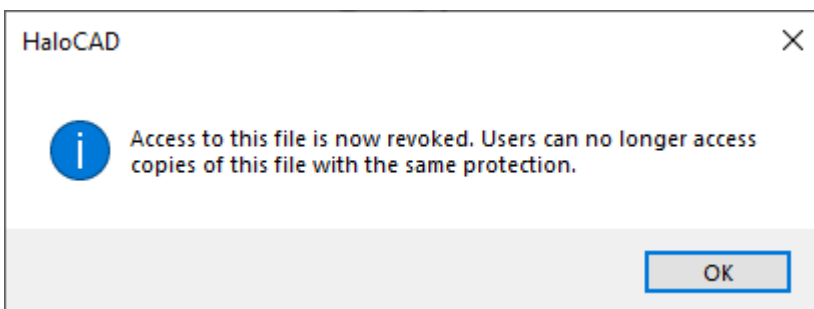 HaloCAD
Access to this file is now revoked. Users can no longer access
copies of this file with the same protection.
OK